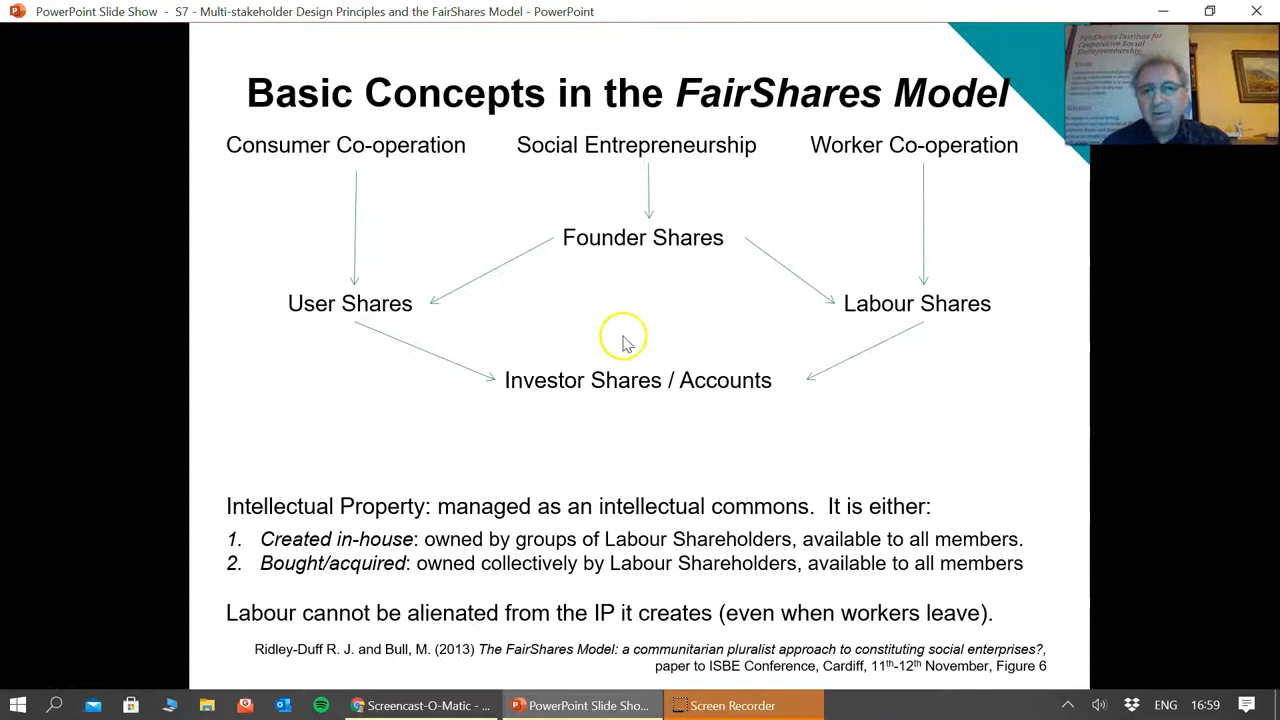 PowerPoint Slide Show - S7 - Multi-stakeholder Design Principles and the FairShares Model - PowerPoint
FairShares Institute for
Cooperative Social
Entrepreneurship
Basic Concepts in the FairShares Model
Consumer Co-operation
Social Entrepreneurship
Worker Co-operation
Founder Shares
User Shares
Labour Shares
Investor Shares / Accounts
Intellectual Property: managed as an intellectual commons. It is either:
1. Created in-house: owned by groups of Labour Shareholders, available to all members.
2. Bought/acquired: owned collectively by Labour Shareholders, available to all members
Labour cannot be alienated from the IP it creates (even when workers leave).
Ridley-Duff R. J. and Bull, M. (2013) The FairShares Model: a communitarian pluralist approach to constituting social enterprises?,
paper to ISBE Conference, Cardiff, 11th-12th November, Figure 6
Screencast-O-Matic - ...
PowerPoint Slide Sho...
Screen Recorder
ENG
16:59